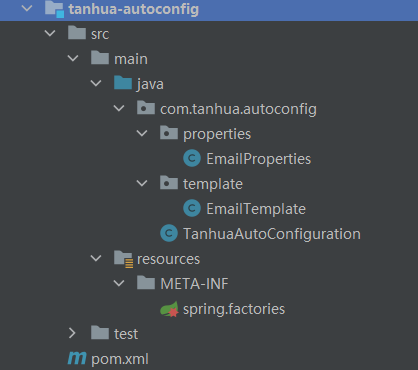 tanhua-autoconfig
src
main
java
com.tanhua.autoconfig
properties
EmailProperties
template
EmailTemplate
TanhuaAutoConfiguration
resources
META-INF
spring.factories
test
pom.xml